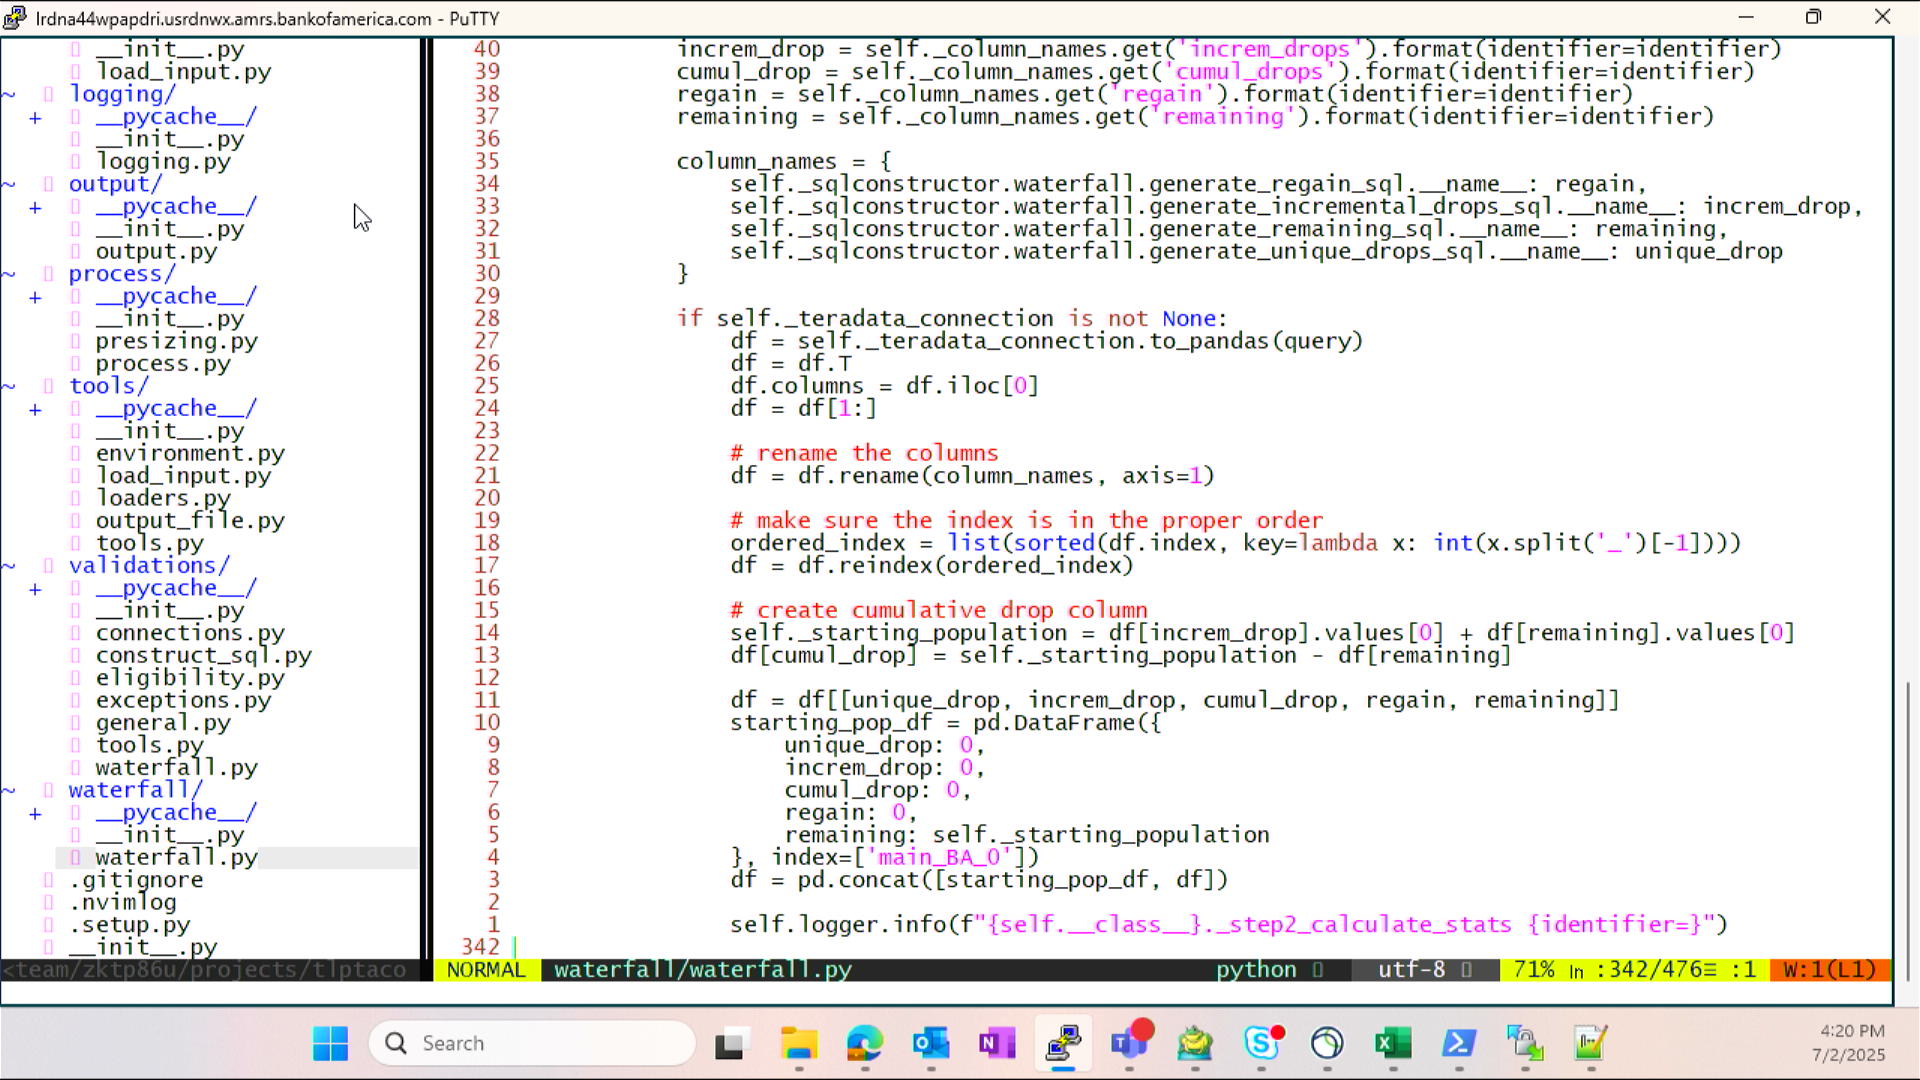 lrdna44wpapdri.usrdnwx.amrs.bankofamerica.com - PuTTY
__init__.py
load_input.py
~ logging/
+ __pycache__/
__init__.py
logging.py
~ output/
+ __pycache__/
__init__.py
output.py
~ process/
+ __pycache__/
__init__.py
presizing.py
process.py
~ tools/
+ __pycache__/
__init__.py
environment.py
load_input.py
loaders.py
output_file.py
tools.py
~ validations/
+ __pycache__/
__init__.py
connections.py
construct_sql.py
eligibility.py
exceptions.py
general.py
tools.py
waterfall.py
~ waterfall/
+ __pycache__/
__init__.py
waterfall.py
.gitignore
.nvimlog
.setup.py
__init__.py
<team/zktp86u/projects/tlptaco
40 increm_drop = self._column_names.get('increm_drops').format(identifier=identifier)
39 cumul_drop = self._column_names.get('cumul_drops').format(identifier=identifier)
38 regain = self._column_names.get('regain').format(identifier=identifier)
37 remaining = self._column_names.get('remaining').format(identifier=identifier)
36
35 column_names = {
34 self._sqlconstructor.waterfall.generate_regain_sql.__name__: regain,
33 self._sqlconstructor.waterfall.generate_incremental_drops_sql.__name__: increm_drop,
32 self._sqlconstructor.waterfall.generate_remaining_sql.__name__: remaining,
31 self._sqlconstructor.waterfall.generate_unique_drops_sql.__name__: unique_drop
30 }
29
28 if self._teradata_connection is not None:
27 df = self._teradata_connection.to_pandas(query)
26 df = df.T
25 df.columns = df.iloc[0]
24 df = df[1:]
23
22 # rename the columns
21 df = df.rename(column_names, axis=1)
20
19 # make sure the index is in the proper order
18 ordered_index = list(sorted(df.index, key=lambda x: int(x.split('_')[-1])))
17 df = df.reindex(ordered_index)
16
15 # create cumulative drop column
14 self._starting_population = df[increm_drop].values[0] + df[remaining].values[0]
13 df[cumul_drop] = self._starting_population - df[remaining]
12
11 df = df[[unique_drop, increm_drop, cumul_drop, regain, remaining]]
10 starting_pop_df = pd.DataFrame({
9 unique_drop: 0,
8 increm_drop: 0,
7 cumul_drop: 0,
6 regain: 0,
5 remaining: self._starting_population
4 }, index=['main_BA_0'])
3 df = pd.concat([starting_pop_df, df])
2
1 self.logger.info(f"{self.__class__}._step2_calculate_stats {identifier=}")
342
NORMAL waterfall/waterfall.py python utf-8 71% ln :342/476≡ :1 W:1(L1)
Search
4:20 PM
7/2/2025